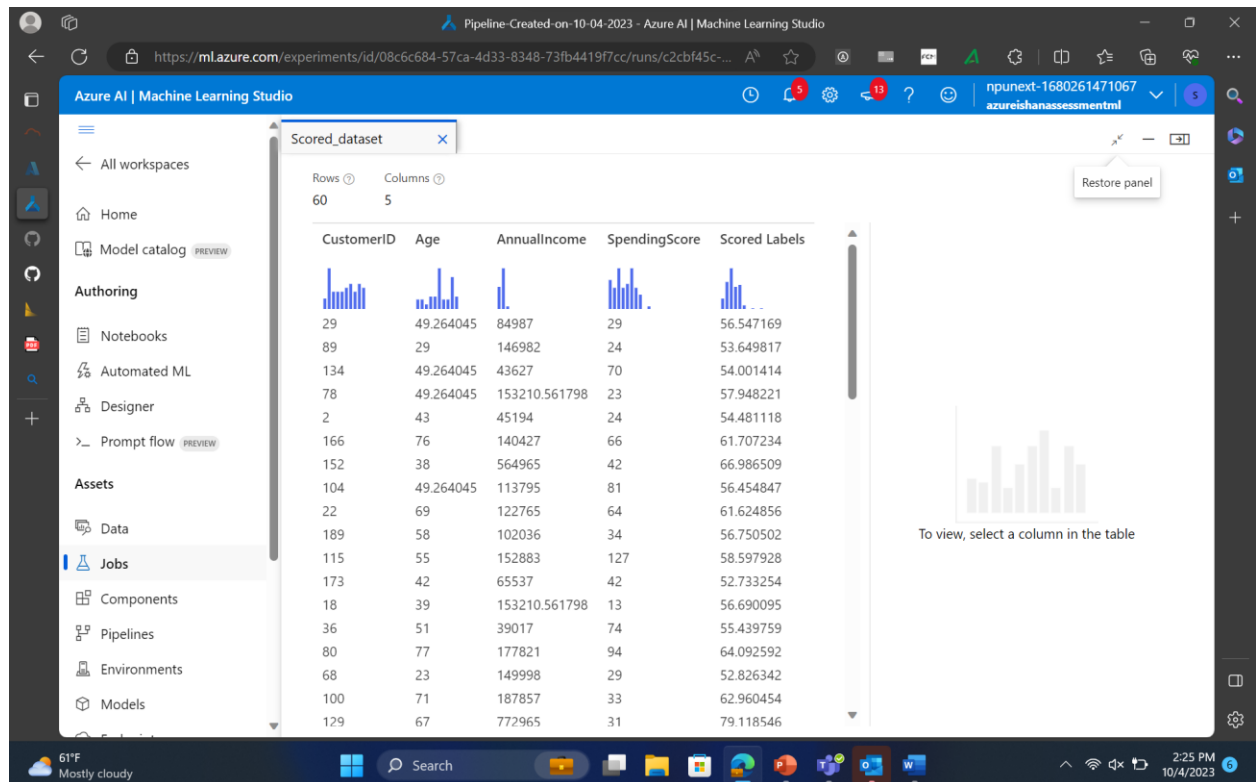 Pipeline-Created-on-10-04-2023 - Azure AI | Machine Learning Studio
https://ml.azure.com/experiments/id/08c6c684-57ca-4d33-8348-73fb4419f7cc/runs/c2cbf45c-...
Azure AI | Machine Learning Studio
5
13
npunext-1680261471067
azureishanassessmentml
S
All workspaces
Home
Model catalog PREVIEW
Authoring
Notebooks
Automated ML
Designer
Prompt flow PREVIEW
Assets
Data
Jobs
Components
Pipelines
Environments
Models
Scored_dataset
Restore panel
Rows Columns
60 5
CustomerID Age AnnualIncome SpendingScore Scored Labels
29 49.264045 84987 29 56.547169
89 29 146982 24 53.649817
134 49.264045 43627 70 54.001414
78 49.264045 153210.561798 23 57.948221
2 43 45194 24 54.481118
166 76 140427 66 61.707234
152 38 564965 42 66.986509
104 49.264045 113795 81 56.454847
22 69 122765 64 61.624856
189 58 102036 34 56.750502
115 55 152883 127 58.597928
173 42 65537 42 52.733254
18 39 153210.561798 13 56.690095
36 51 39017 74 55.439759
80 77 177821 94 64.092592
68 23 149998 29 52.826342
100 71 187857 33 62.960454
129 67 772965 31 79.118546
To view, select a column in the table
61°F
Mostly cloudy
Search
2:25 PM
10/4/2023
6